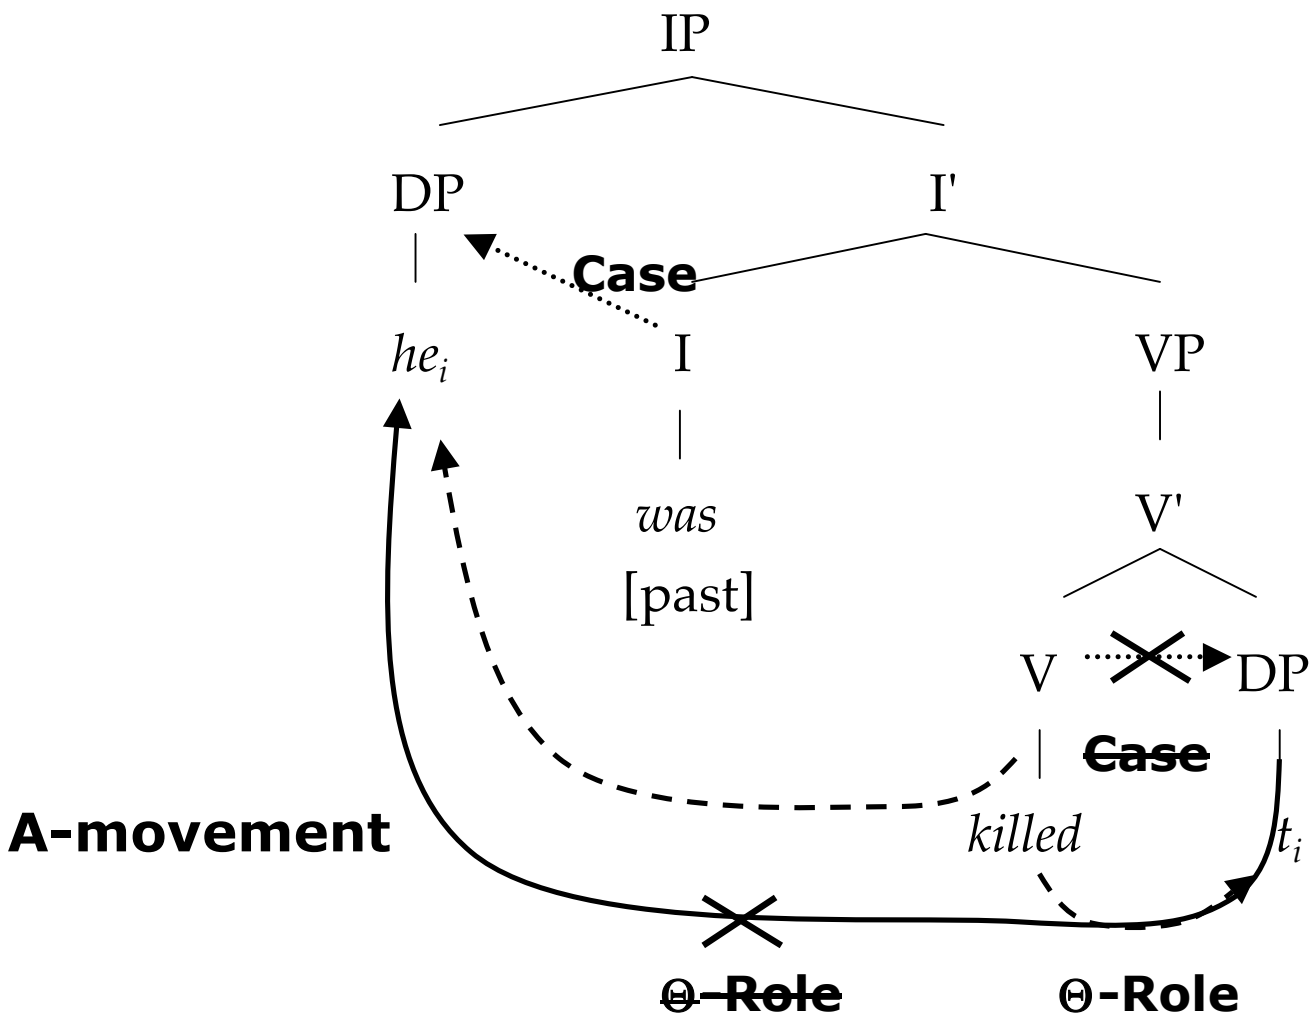 IP
DP I'
Case
he_i I VP
was V'
[past]
V DP
Case
A-movement killed t_i
Θ-Role Θ-Role